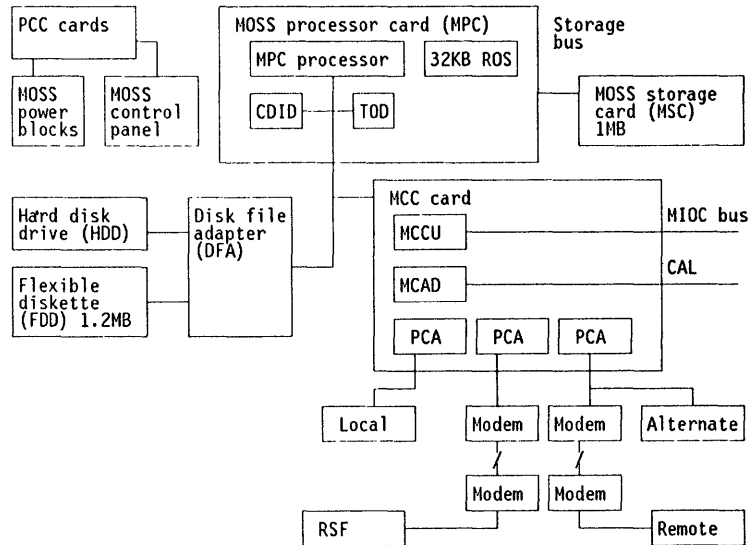 PCC cards
MOSS processor card (MPC)
Storage
bus
MPC processor
32KB ROS
MOSS
power
blocks
MOSS
control
panel
CDID
TOD
MOSS storage
card (MSC)
1MB
Hard disk
drive (HDD)
Disk file
adapter
(DFA)
MCC card
MIOC bus
MCCU
CAL
MCAD
Flexible
diskette
(FDD) 1.2MB
PCA
PCA
PCA
Local
Modem
Modem
Alternate
Modem
Modem
RSF
Remote